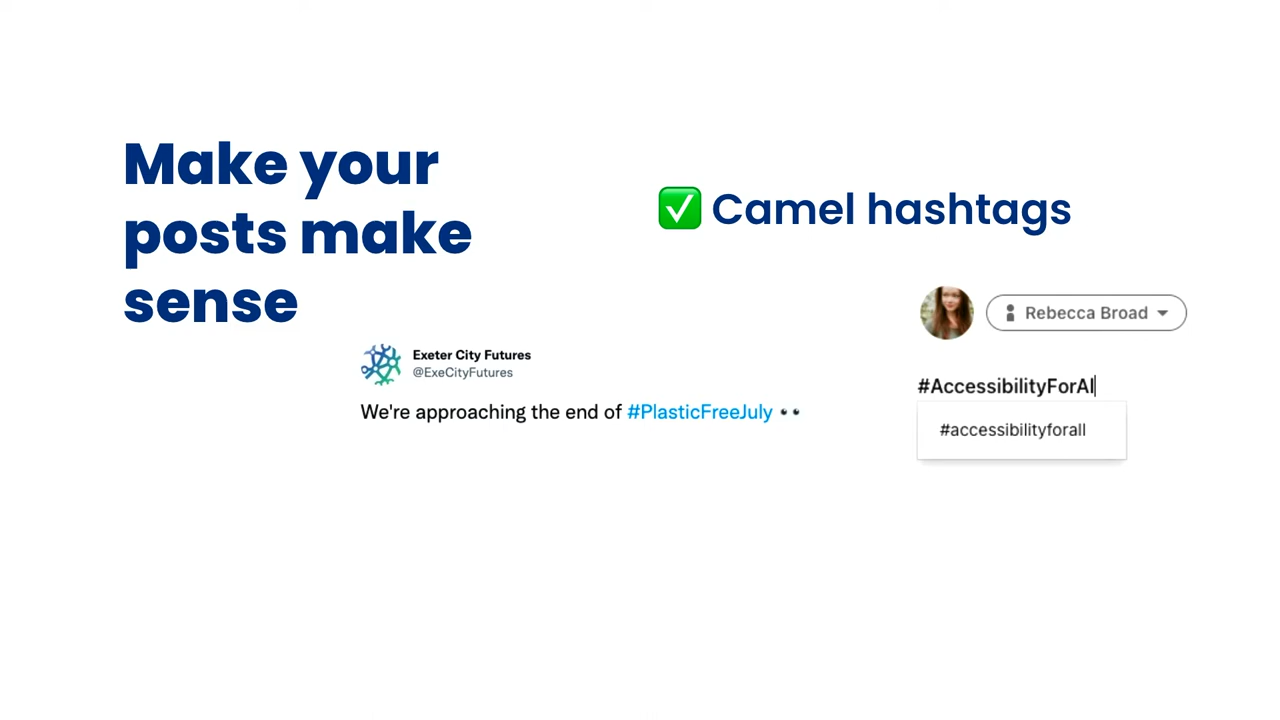 Make your
posts make
sense
✅ Camel hashtags
Exeter City Futures
@ExeCityFutures
We're approaching the end of #PlasticFreeJuly 👀
Rebecca Broad
#AccessibilityForAl
#accessibilityforall